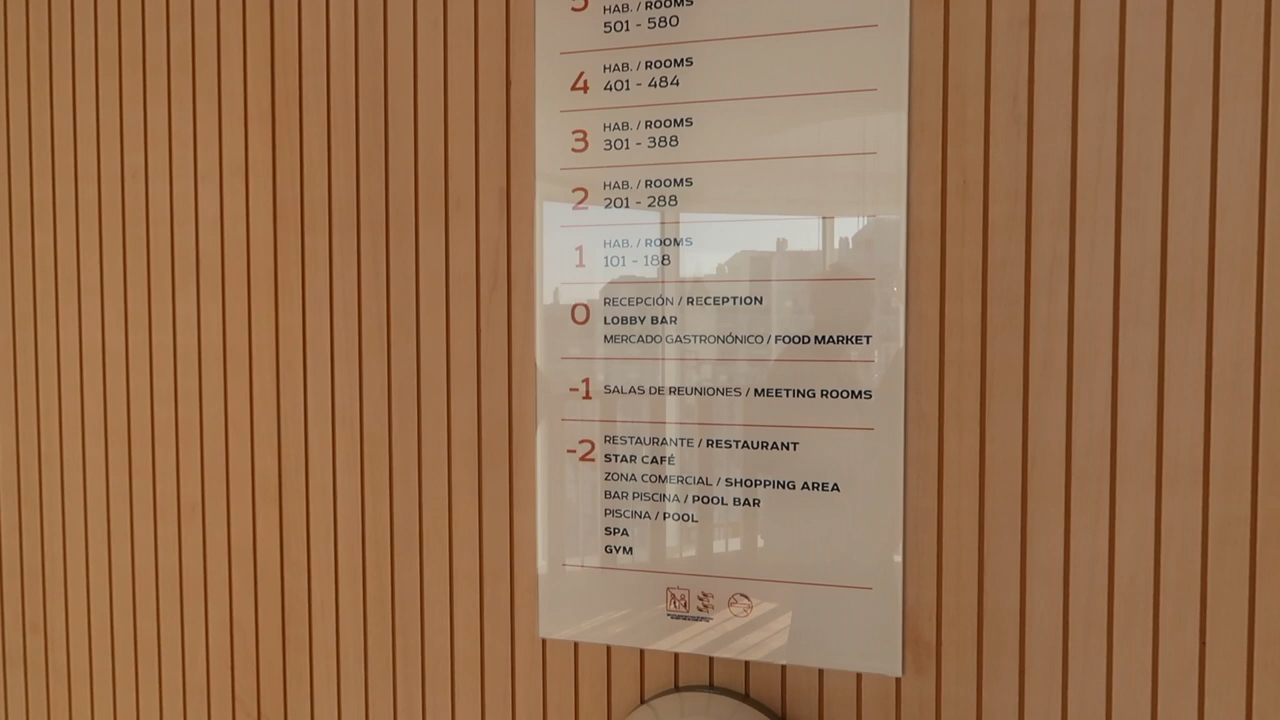 5 HAB. / ROOMS
501 - 580
4 HAB. / ROOMS
401 - 484
3 HAB. / ROOMS
301 - 388
2 HAB. / ROOMS
201 - 288
1 HAB. / ROOMS
101 - 188
0 RECEPCIÓN / RECEPTION
LOBBY BAR
MERCADO GASTRONÓNICO / FOOD MARKET
-1 SALAS DE REUNIONES / MEETING ROOMS
-2 RESTAURANTE / RESTAURANT
STAR CAFÉ
ZONA COMERCIAL / SHOPPING AREA
BAR PISCINA / POOL BAR
PISCINA / POOL
SPA
GYM